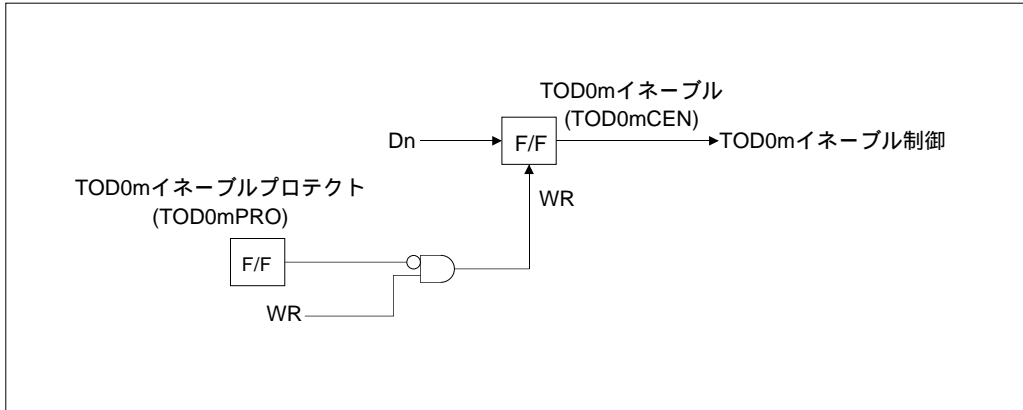 TOD0mイネーブル
(TOD0mCEN)
Dn
F/F
TOD0mイネーブル制御
WR
TOD0mイネーブルプロテクト
(TOD0mPRO)
F/F
WR